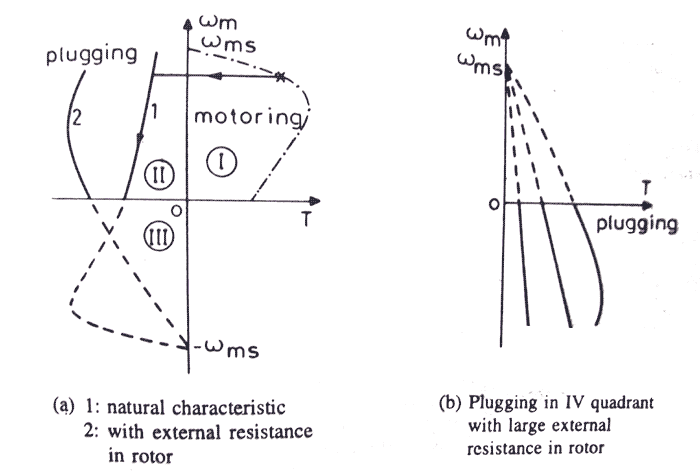 ωm
ωms
plugging
2
1
motoring
I
II
O
T
III
-ωms
(a) 1: natural characteristic
2: with external resistance
in rotor
ωm
ωms
T
O
plugging
(b) Plugging in IV quadrant
with large external
resistance in rotor